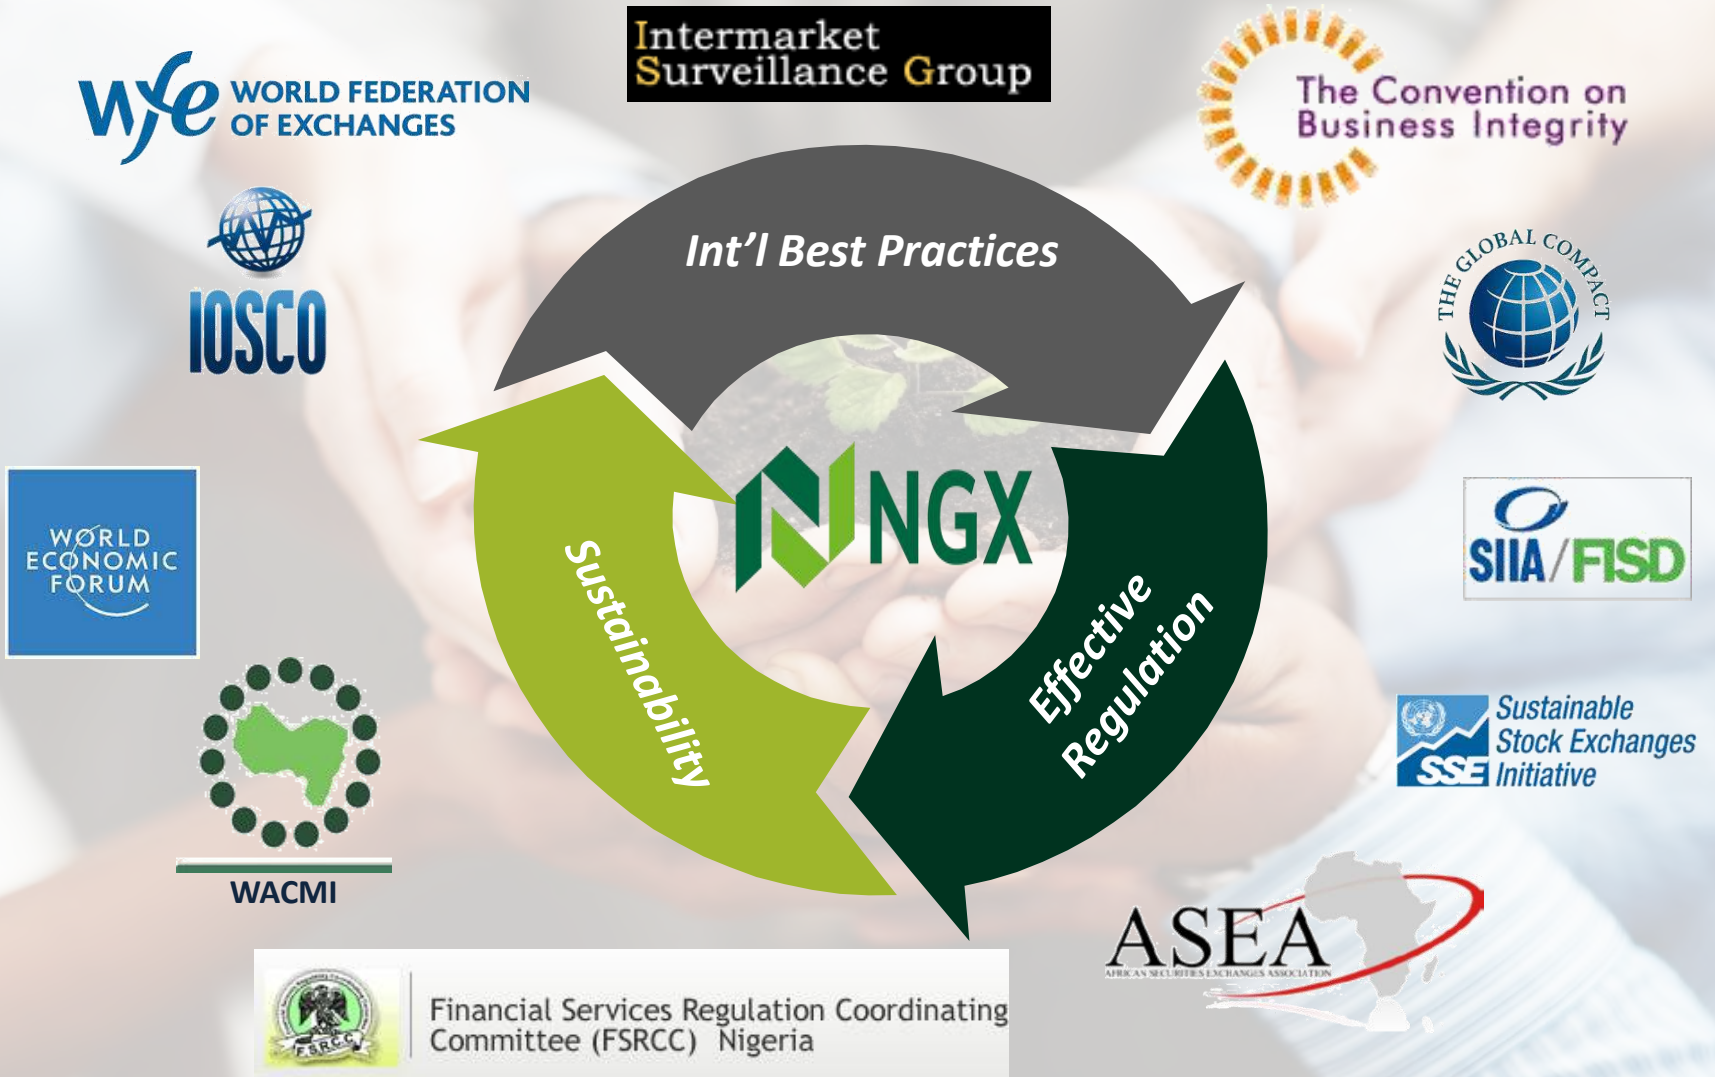 Intermarket
Surveillance Group
wfe WORLD FEDERATION
OF EXCHANGES
The Convention on
Business Integrity
IOSCO
Int'l Best Practices
THE GLOBAL COMPACT
WORLD
ECONOMIC
FORUM
NGX
SIIA/FISD
Sustainability
Effective
Regulation
Sustainable
Stock Exchanges
SSE Initiative
WACMI
ASEA
AFRICAN SECURITIES EXCHANGES ASSOCIATION
FSRCC
Financial Services Regulation Coordinating
Committee (FSRCC) Nigeria